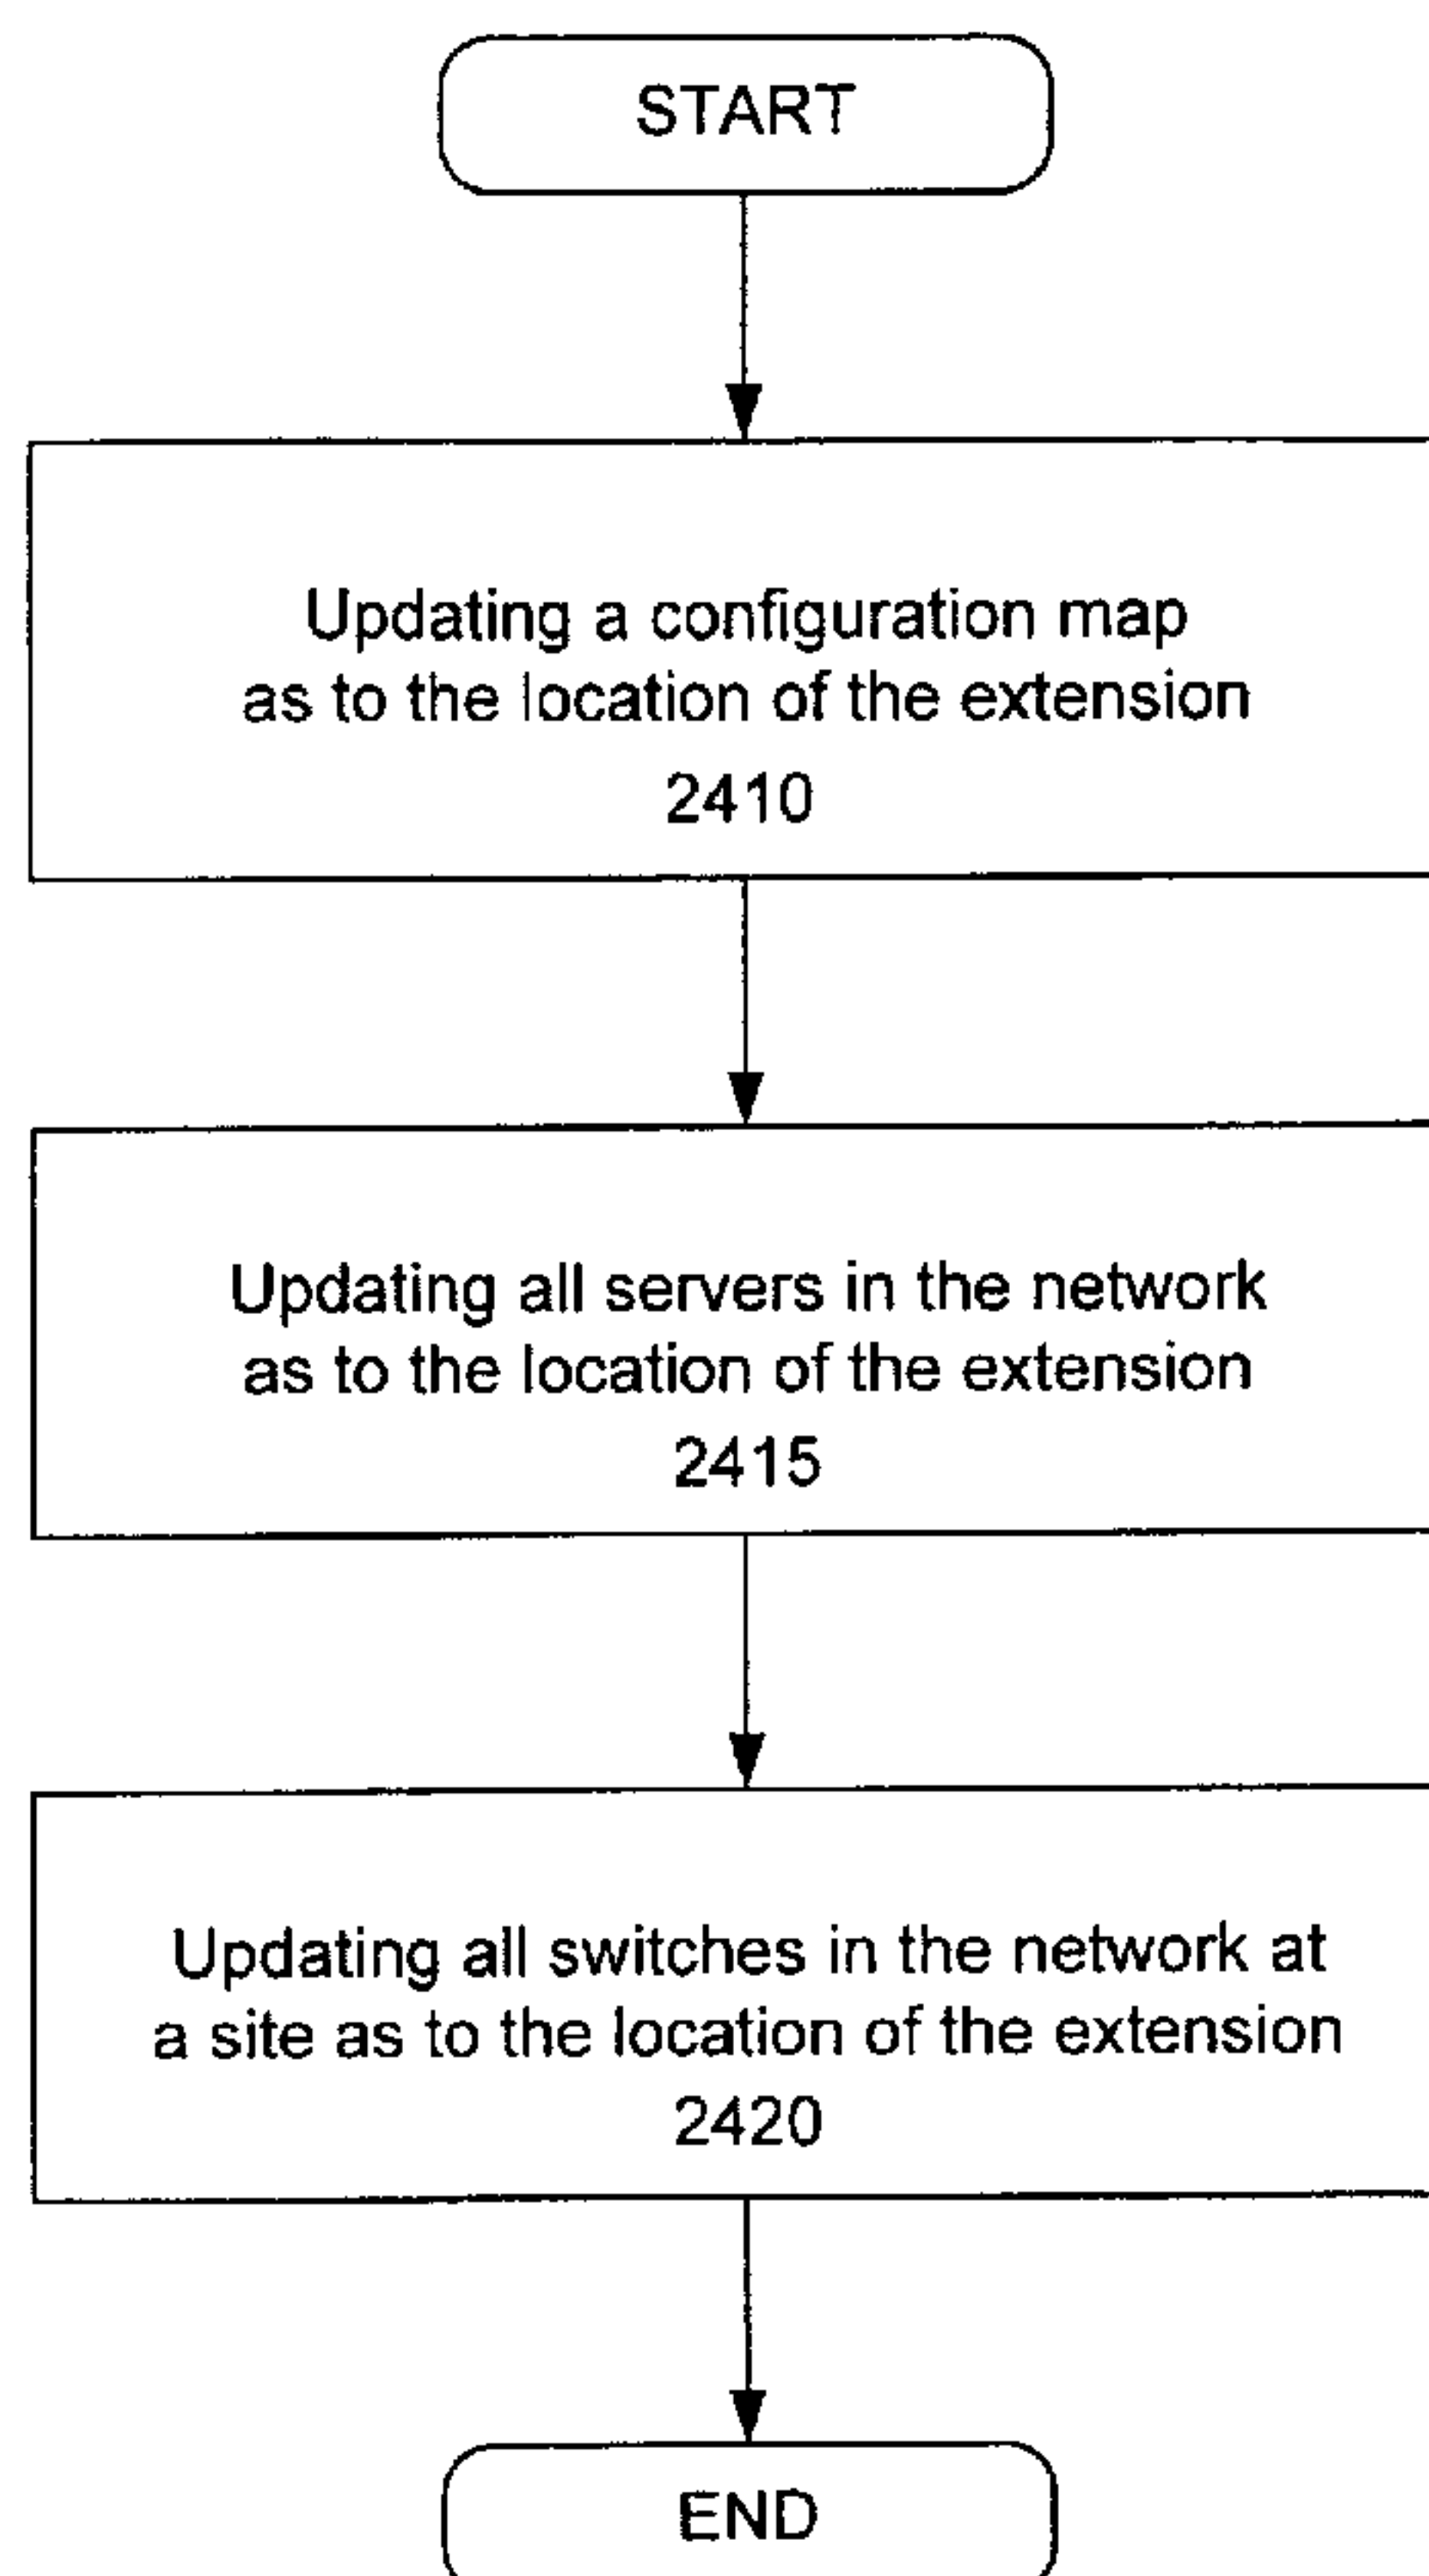 START
Updating a configuration map
as to the location of the extension
2410
Updating all servers in the network
as to the location of the extension
2415
Updating all switches in the network at
a site as to the location of the extension
2420
END